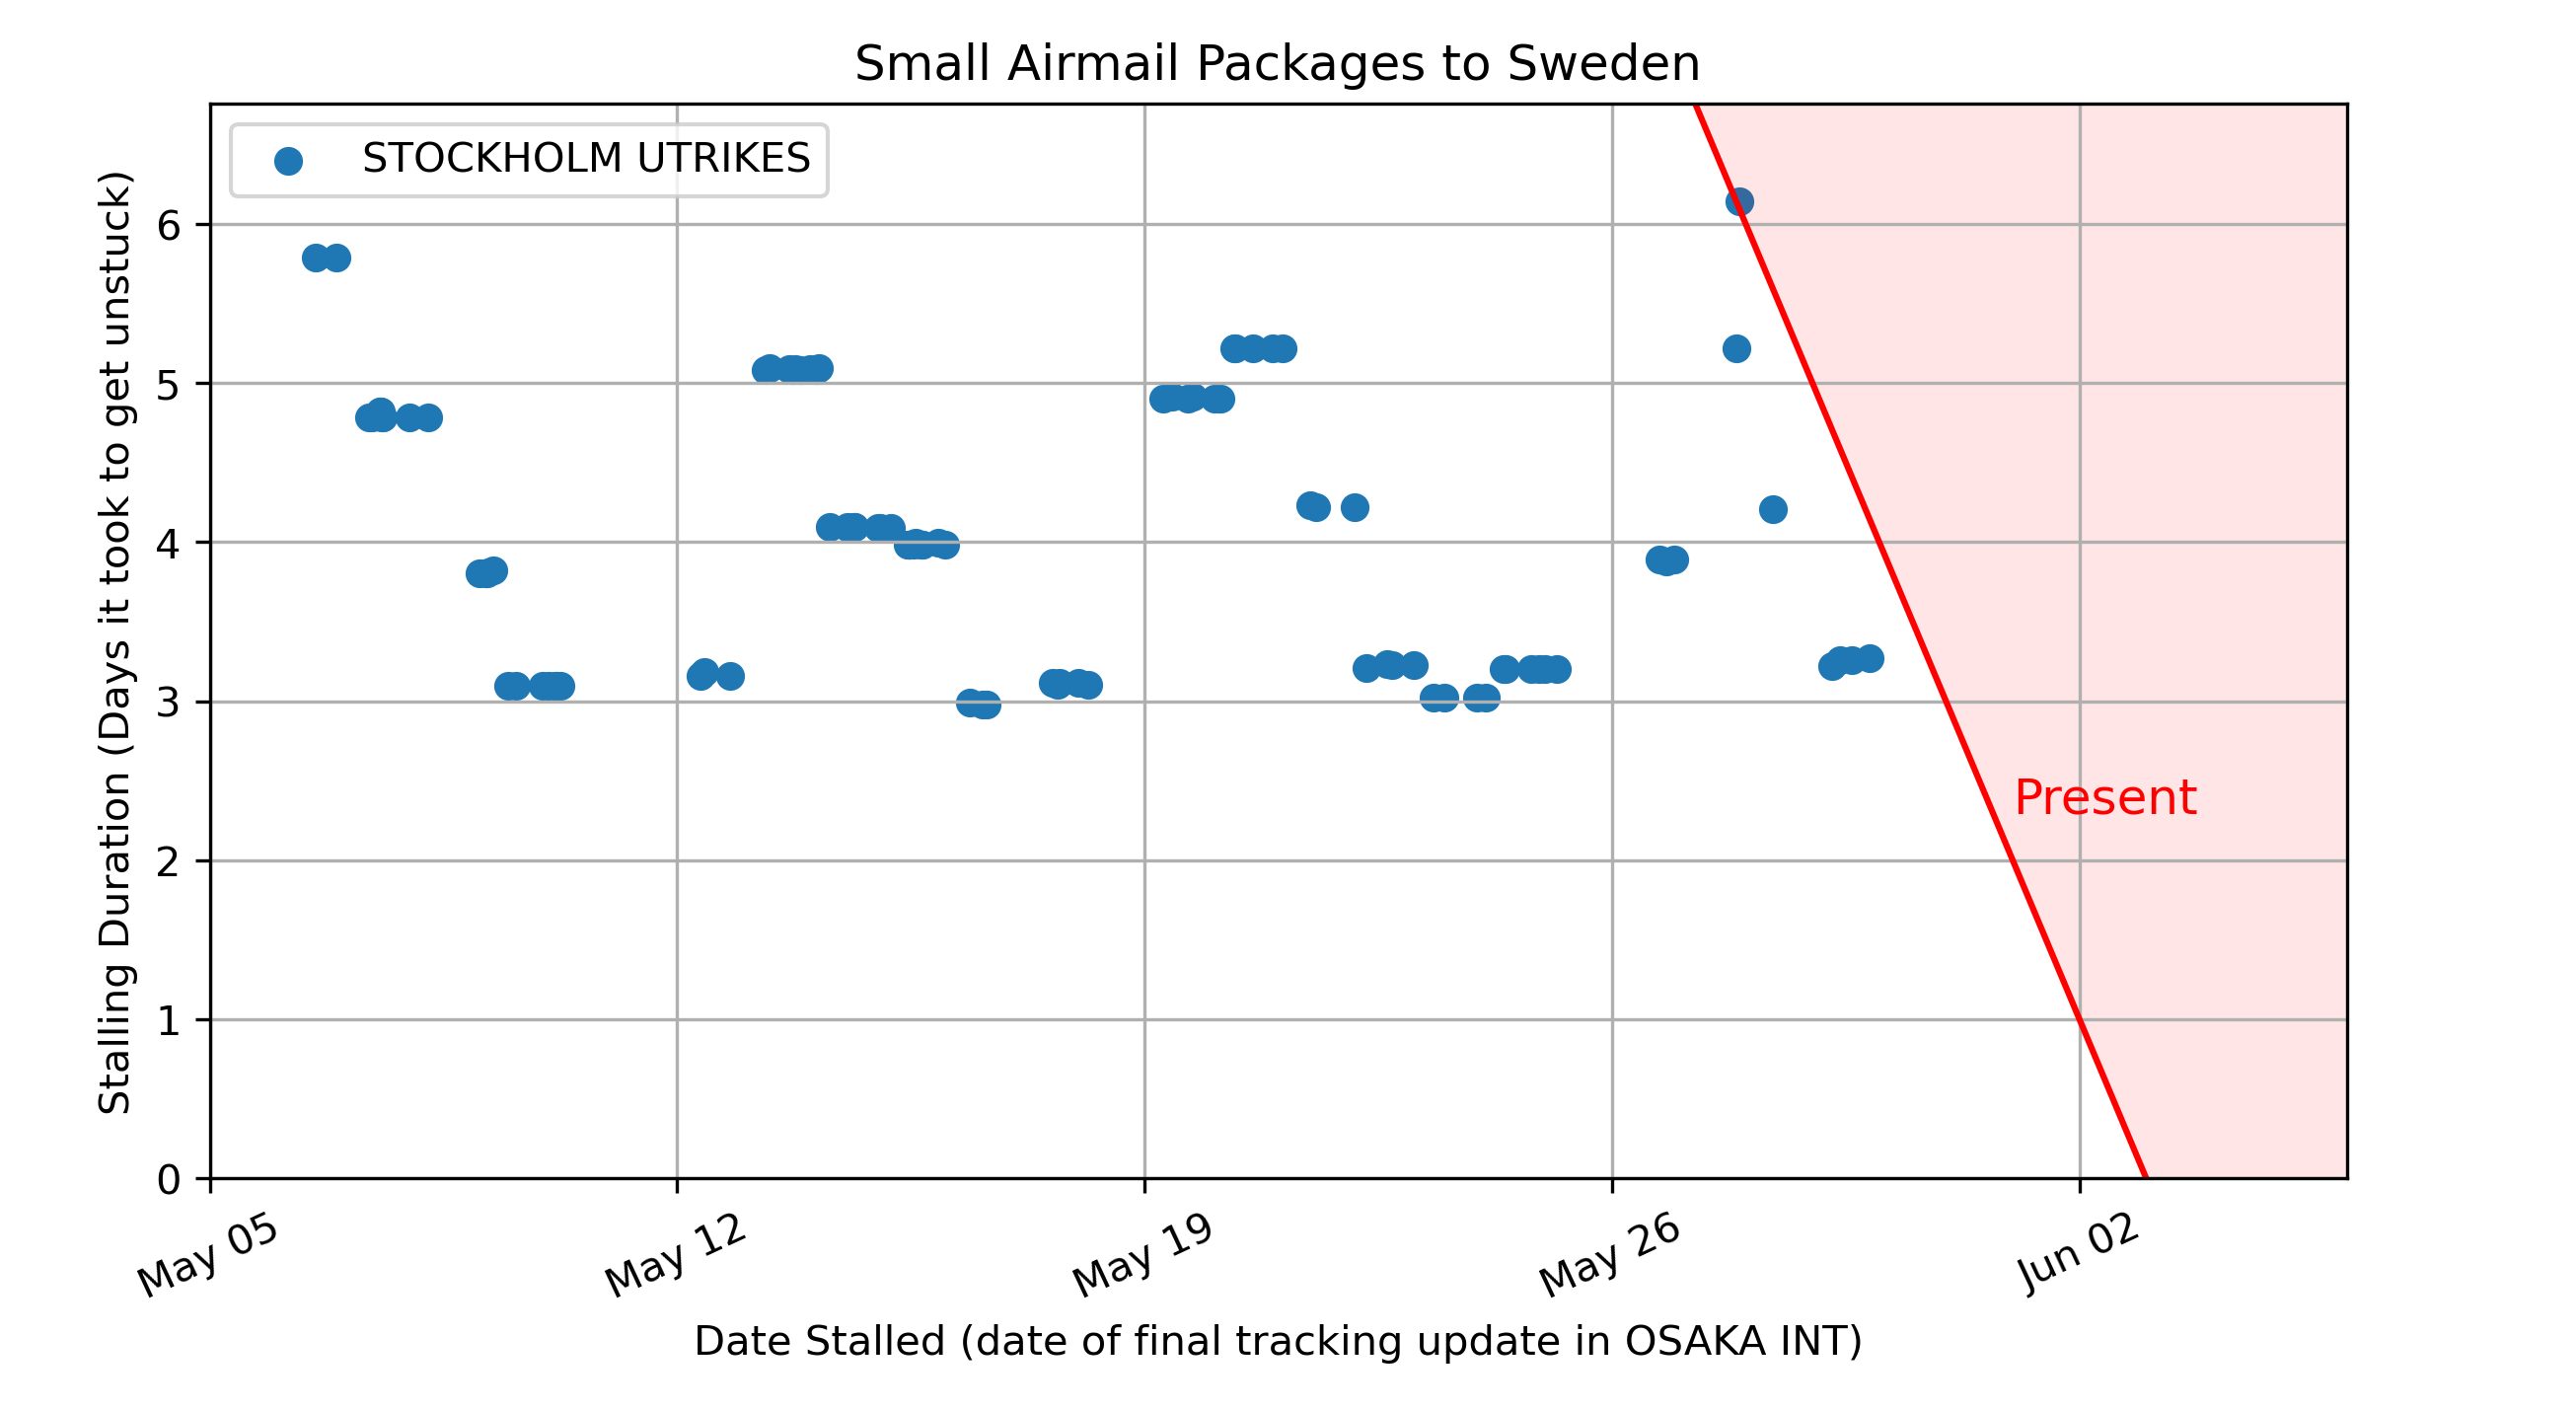 Small Airmail Packages to Sweden
STOCKHOLM UTRIKES
Stalling Duration (Days it took to get unstuck)
6
5
4
3
2
1
0
Present
May 05
May 12
May 19
May 26
Jun 02
Date Stalled (date of final tracking update in OSAKA INT)